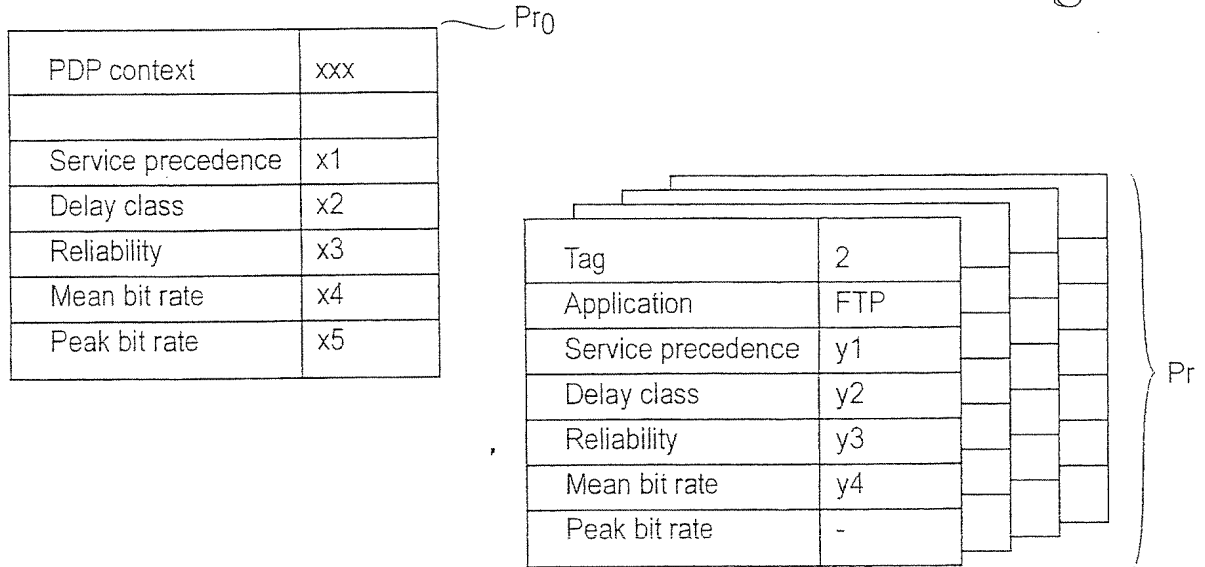 Pr0
PDP context xxx
Service precedence x1
Delay class x2
Reliability x3
Mean bit rate x4
Peak bit rate x5
Tag 2
Application FTP
Service precedence y1
Delay class y2
Reliability y3
Mean bit rate y4
Peak bit rate -
Pr